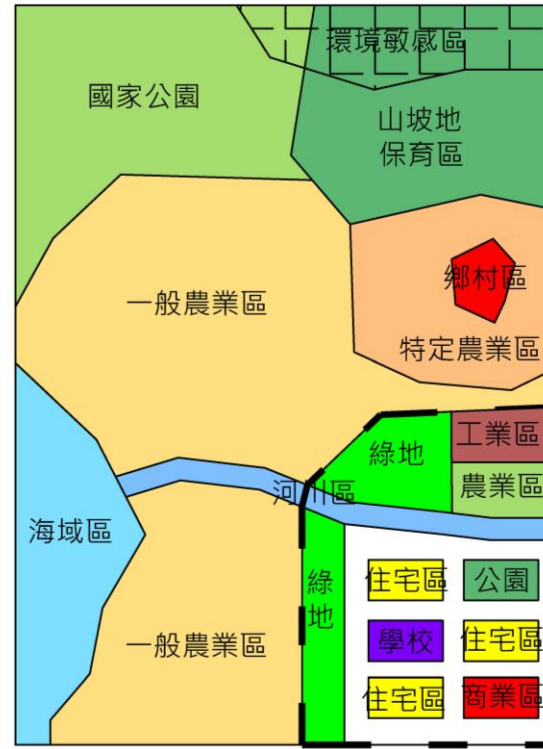 環境敏感區
國家公園
山坡地
保育區
鄉村區
一般農業區
特定農業區
工業區
綠地
農業區
河川區
海域區
綠
地
住宅區
公園
學校
住宅區
一般農業區
住宅區
商業區